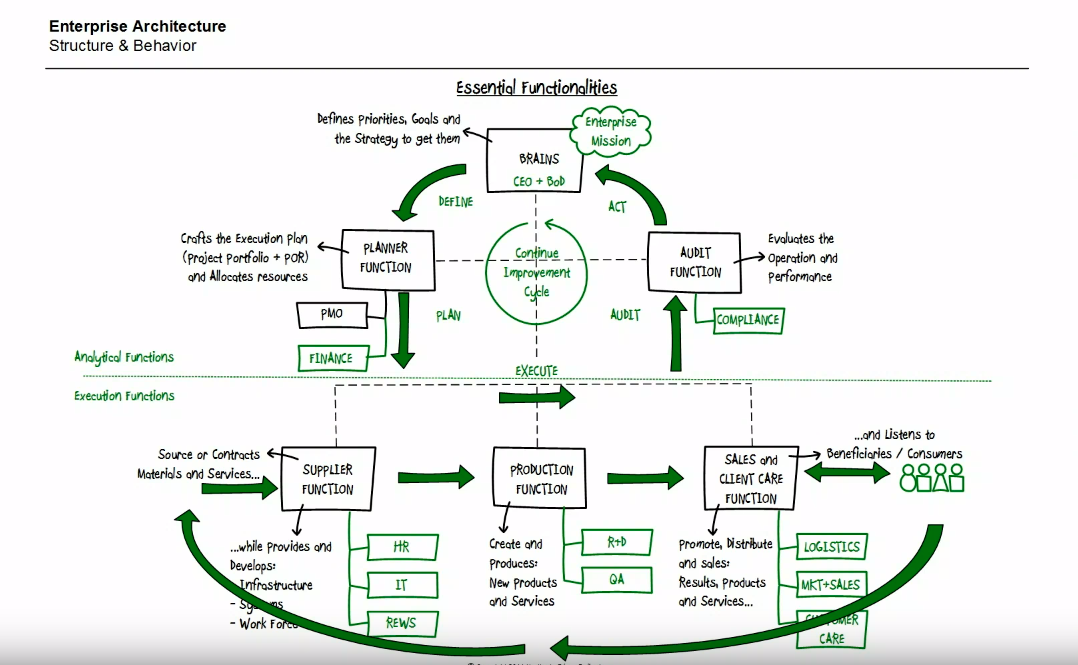 Enterprise Architecture
Structure & Behavior
Essential Functionalities
Defines Priorities, Goals and
the Strategy to get them
Enterprise
Mission
BRAINS
CEO + BoD
DEFINE
ACT
Crafts the Execution Plan
(Project Portfolio + POR)
and Allocates resources
PLANNER
FUNCTION
Continue
Improvement
Cycle
AUDIT
FUNCTION
Evaluates the
Operation and
Performance
PMO
PLAN
AUDIT
COMPLIANCE
FINANCE
Analytical Functions
EXECUTE
Execution Functions
Source or Contracts
Materials and Services...
SUPPLIER
FUNCTION
PRODUCTION
FUNCTION
SALES and
CLIENT CARE
FUNCTION
...and Listens to
Beneficiaries / Consumers
...while Provides and
Develops:
- Infrastructure
- Systems
- Work Force
HR
IT
REWS
Create and
Produces:
New Products
and Services
R+D
QA
Promote, Distribute
and sales:
Results, Products
and Services...
LOGISTICS
MKT+SALES
CUSTOMER
CARE